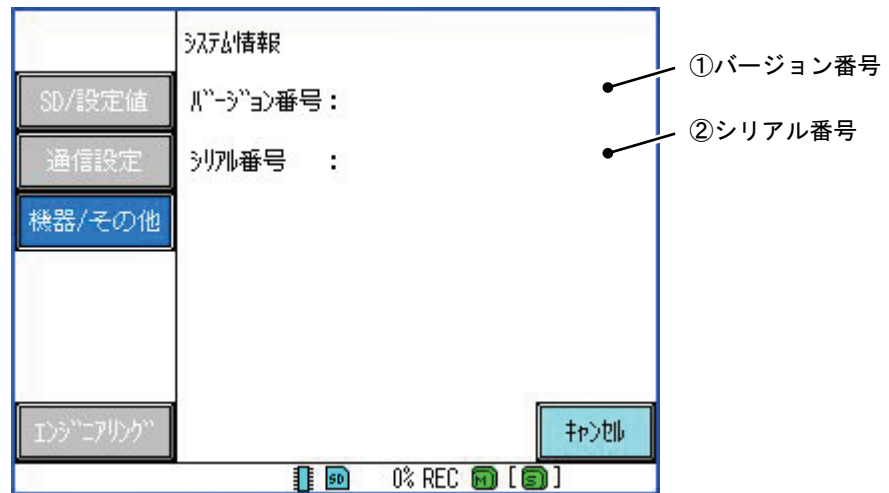 ｼｽﾃﾑ情報
①バージョン番号
SD/設定値
ﾊﾞｰｼﾞｮﾝ番号：
②シリアル番号
通信設定
ｼﾘｱﾙ番号　：
機器/その他
ｴﾝｼﾞﾆｱﾘﾝｸﾞ
ｷｬﾝｾﾙ
SD 0% REC M [S]